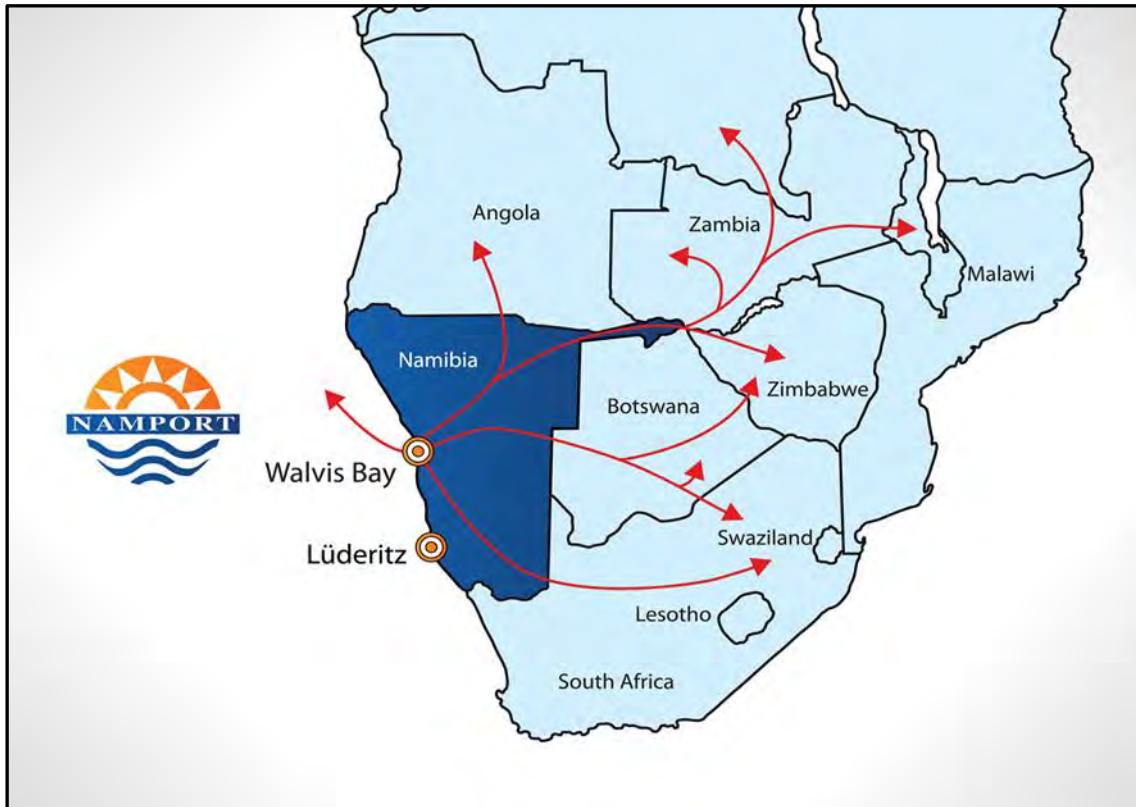 Angola
Zambia
Malawi
Namibia
Zimbabwe
Botswana
NAMPORT
Walvis Bay
Swaziland
Lüderitz
Lesotho
South Africa